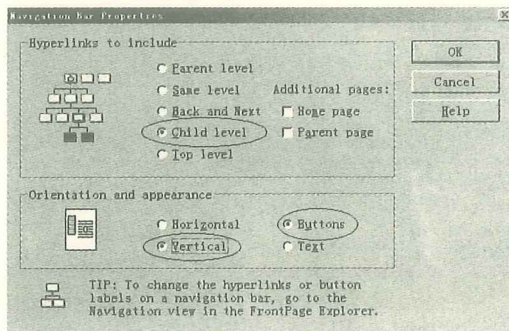 Navigation Bar Properties
Hyperlinks to include
Parent level
Same level
Additional pages:
Back and Next
Home page
Child level
Parent page
Top level
OK
Cancel
Help
Orientation and appearance
Horizontal
Buttons
Vertical
Text
TIP: To change the hyperlinks or button
labels on a navigation bar, go to the
Navigation view in the FrontPage Explorer.